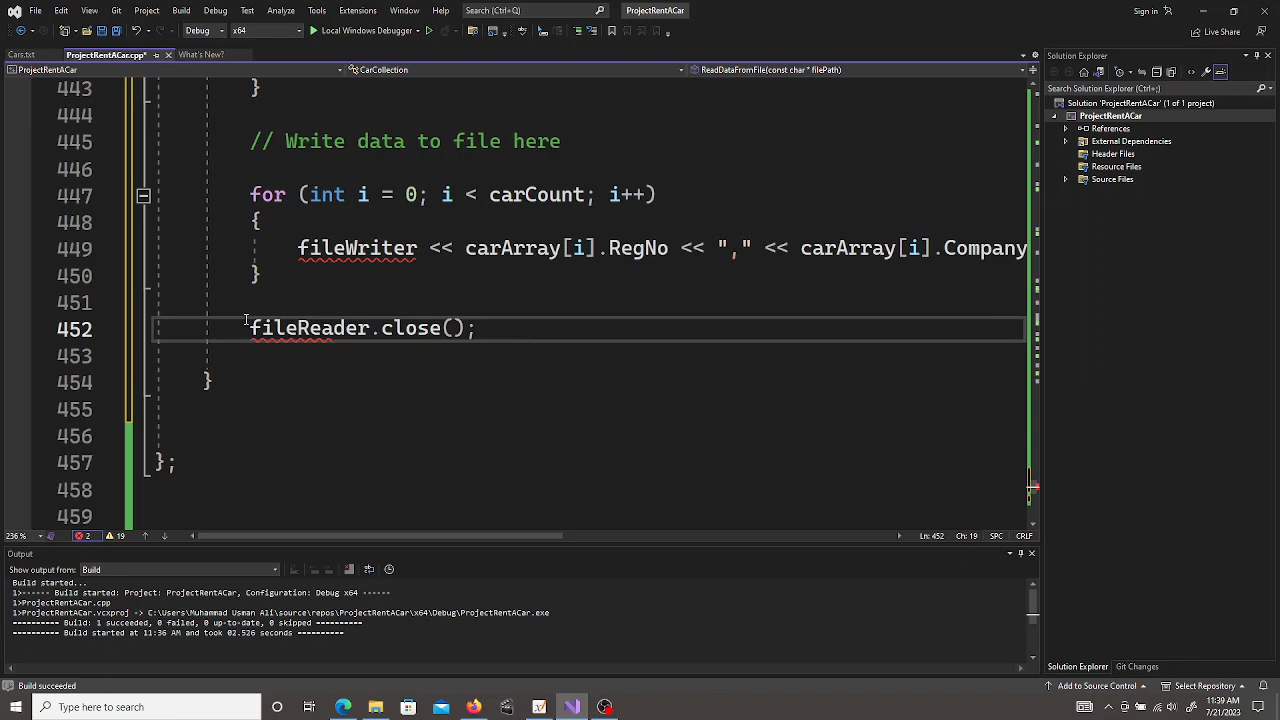 File Edit View Git Project Build Debug Test Analyze Tools Extensions Window Help Search (Ctrl+Q) ProjectRentACar Sign in
Debug x64 Local Windows Debugger Live Share
Cars.txt ProjectRentACar.cpp* What's New?
ProjectRentACar CarCollection ReadDataFromFile(const char * filePath)
443 }
444
445 // Write data to file here
446
447 for (int i = 0; i < carCount; i++)
448 {
449 fileWriter << carArray[i].RegNo << "," << carArray[i].Company
450 }
451
452 fileReader.close();
453
454 }
455
456
457 };
458
459
Solution Explorer
Search Solution Explorer (Ctrl+;)
Solution 'ProjectRentACar' (1 of 1 project)
ProjectRentACar
References
External Dependencies
Header Files
Resource Files
Source Files
236 % 2 19 Ln: 452 Ch: 19 SPC CRLF
Output
Show output from: Build
Build started...
1>------ Build started: Project: ProjectRentACar, Configuration: Debug x64 ------
1>ProjectRentACar.cpp
1>ProjectRentACar.vcxproj -> C:\Users\Muhammad Usman Ali\source\repos\ProjectRentACar\x64\Debug\ProjectRentACar.exe
========== Build: 1 succeeded, 0 failed, 0 up-to-date, 0 skipped ==========
========== Build started at 11:36 AM and took 02.526 seconds ==========
Solution Explorer Git Changes
Build succeeded Add to Source Control Select Repository
Type here to search
11:39 AM
7/21/2023